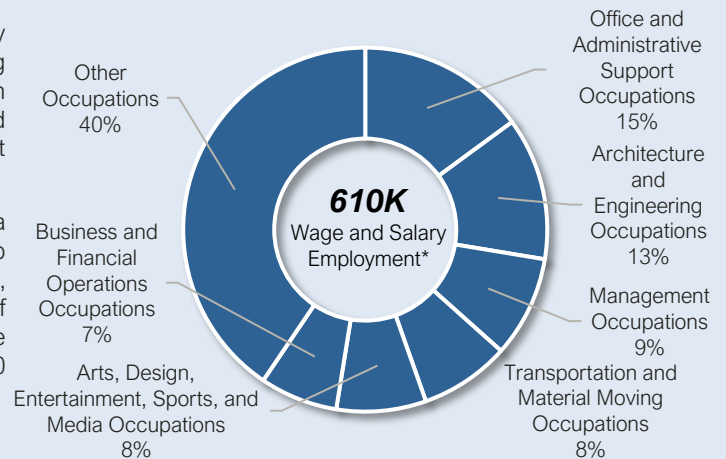 Office and
Administrative
Support
Occupations
15%
Architecture
and
Engineering
Occupations
13%
Management
Occupations
9%
Transportation and
Material Moving
Occupations
8%
Arts, Design,
Entertainment, Sports, and
Media Occupations
8%
Business and
Financial
Operations
Occupations
7%
Other
Occupations
40%
610K
Wage and Salary
Employment*